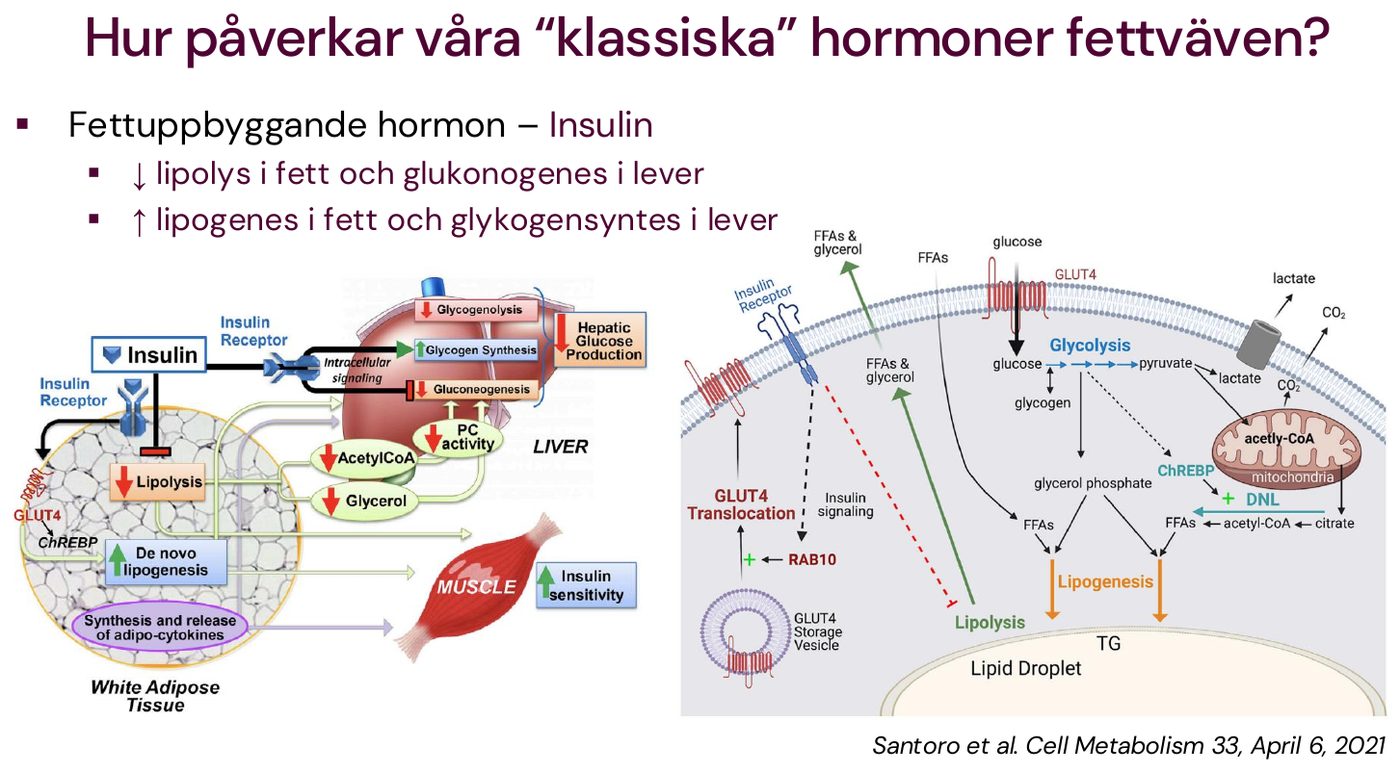 Hur påverkar våra “klassiska” hormoner fettväven?
▪ Fettuppbyggande hormon – Insulin
▪ ↓ lipolys i fett och glukonogenes i lever
▪ ↑ lipogenes i fett och glykogensyntes i lever
Insulin
Insulin
Receptor
Insulin
Receptor
Intracellular
signaling
Glycogenolysis
Glycogen Synthesis
Gluconeogenesis
Hepatic
Glucose
Production
PC
activity
LIVER
AcetylCoA
Glycerol
Lipolysis
GLUT4
ChREBP
De novo
lipogenesis
MUSCLE
Insulin
sensitivity
Synthesis and release
of adipo-cytokines
White Adipose
Tissue
FFAs &
glycerol
FFAs
glucose
GLUT4
Insulin
Receptor
lactate
CO₂
FFAs &
glycerol
glucose
Glycolysis
pyruvate
lactate
CO₂
glycogen
acetly-CoA
mitochondria
ChREBP
+ DNL
glycerol phosphate
GLUT4
Translocation
Insulin
signaling
FFAs
FFAs
acetyl-CoA
citrate
+
RAB10
Lipogenesis
GLUT4
Storage
Vesicle
Lipolysis
TG
Lipid Droplet
Santoro et al. Cell Metabolism 33, April 6, 2021